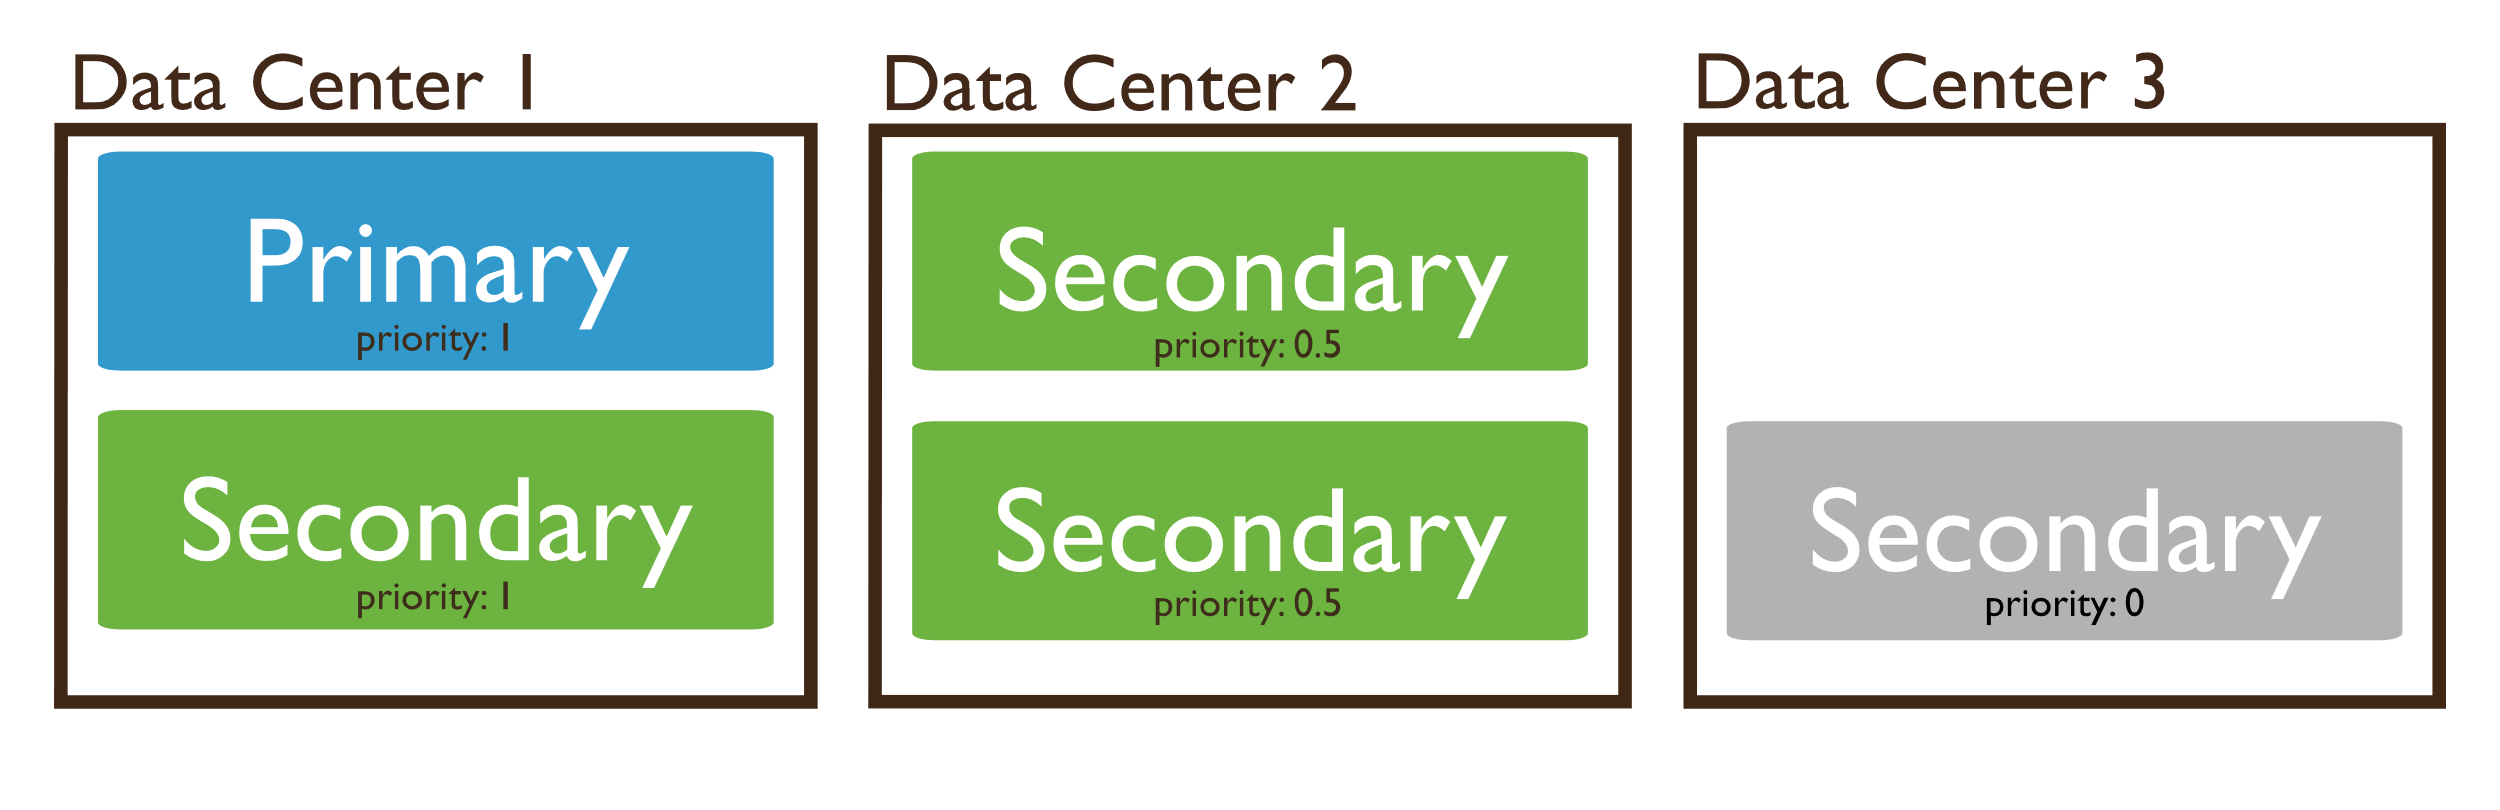 Data Center 1
Primary
priority: 1
Secondary
priority: 1
Data Center 2
Secondary
priority: 0.5
Secondary
priority: 0.5
Data Center 3
Secondary
priority: 0